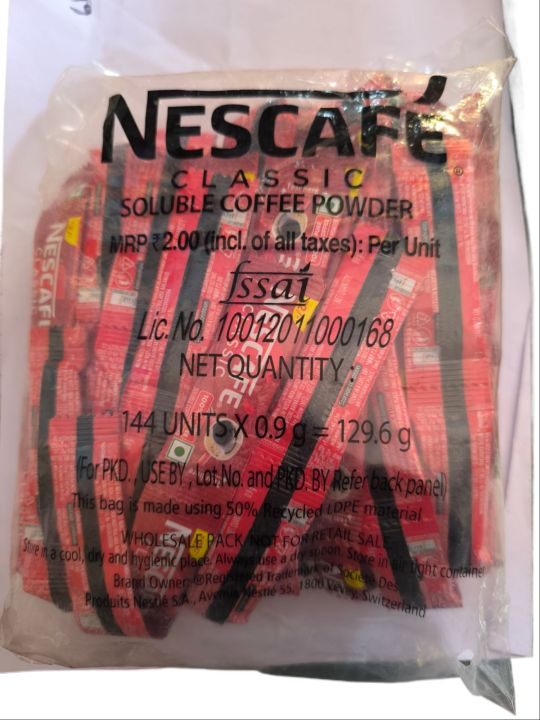 NESCAFÉ
CLASSIC
SOLUBLE COFFEE POWDER
MRP ₹2.00 (incl. of all taxes): Per Unit
fssai
Lic. No. 10012011000168
NET QUANTITY :
144 UNITS X 0.9 g = 129.6 g
(For PKD., USE BY, Lot No. and PKD. BY Refer back panel)
This bag is made using 50% Recycled LDPE material
WHOLESALE PACK, NOT FOR RETAIL SALE
Store in a cool, dry and hygienic place. Always use a dry spoon. Store in air tight container
Brand Owner: ®Registered Trademark of Société Des
Produits Nestlé S.A., Avenue Nestlé 55, 1800 Vevey, Switzerland